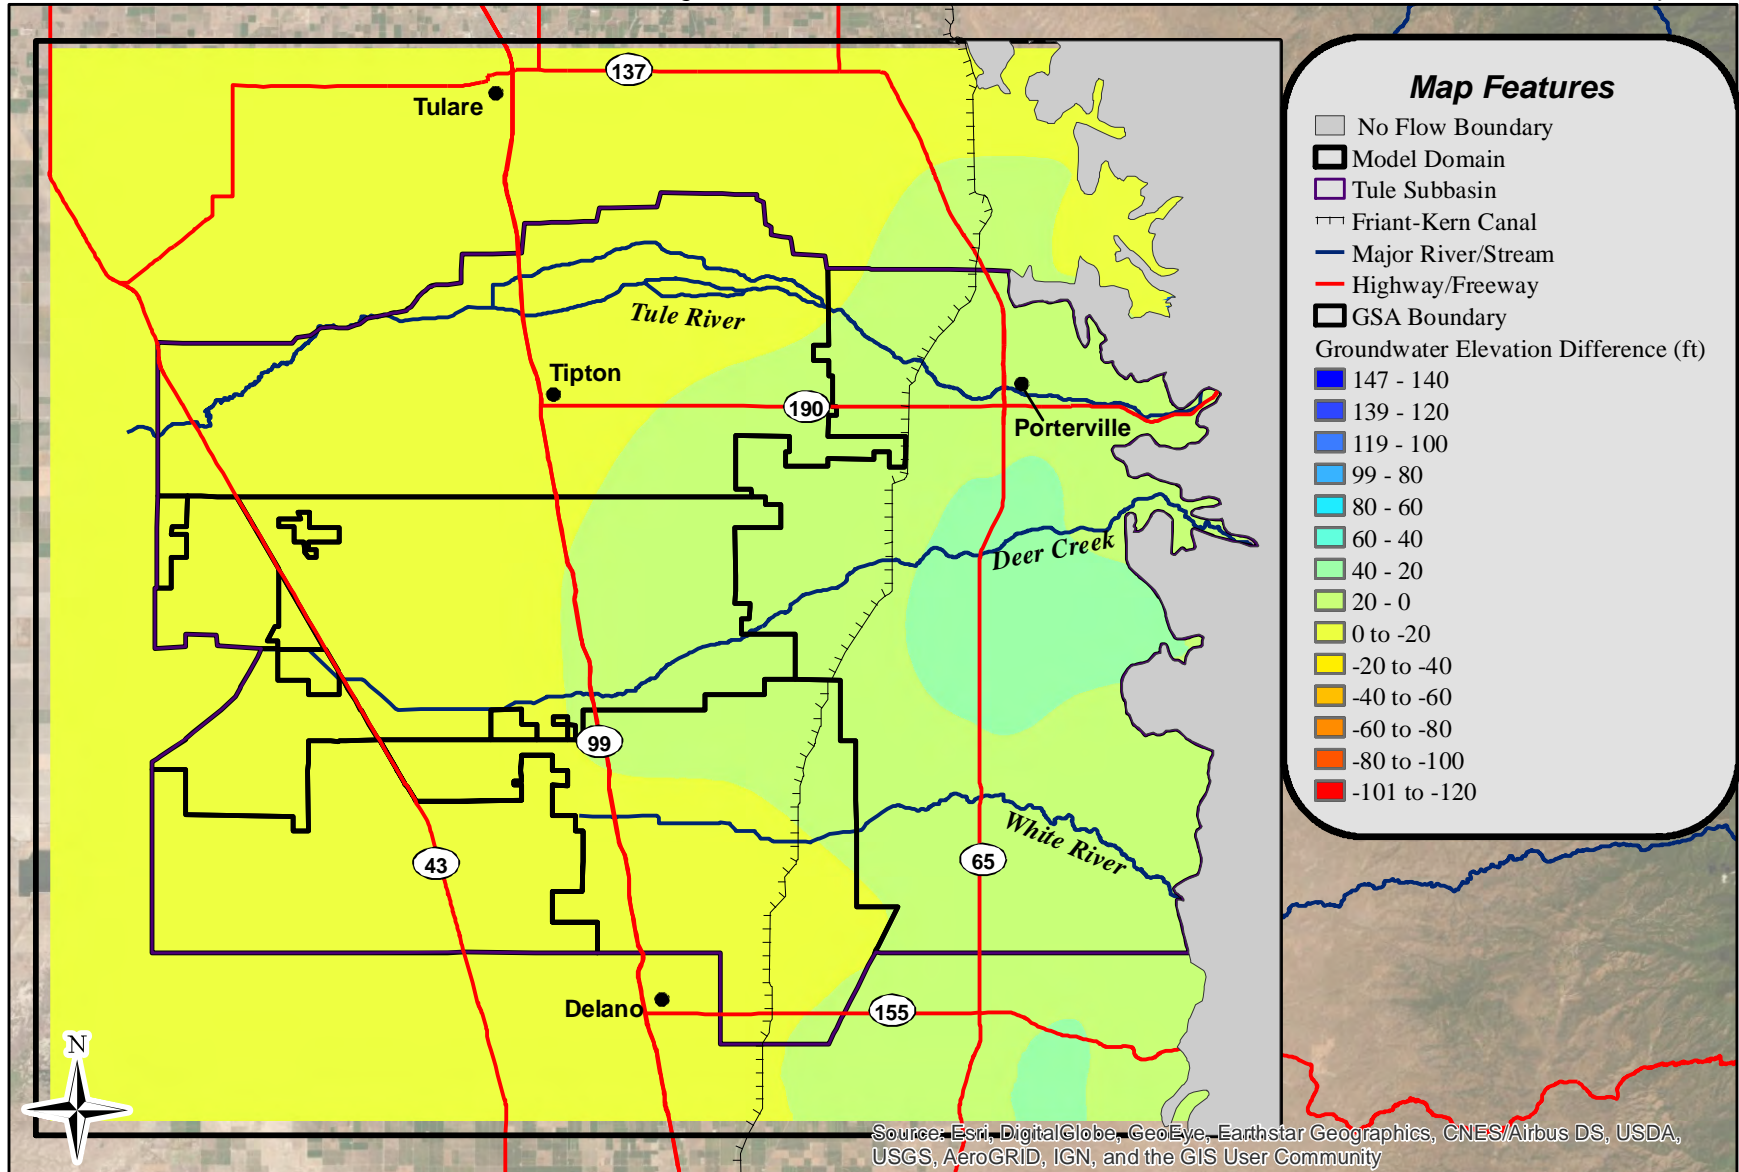 137
Tulare
Tule River
Tipton
190
Porterville
Deer Creek
99
White River
43
65
Delano
155
N
Map Features
No Flow Boundary
Model Domain
Tule Subbasin
Friant-Kern Canal
Major River/Stream
Highway/Freeway
GSA Boundary
Groundwater Elevation Difference (ft)
147 - 140
139 - 120
119 - 100
99 - 80
80 - 60
60 - 40
40 - 20
20 - 0
0 to -20
-20 to -40
-40 to -60
-60 to -80
-80 to -100
-101 to -120
Source: Esri, DigitalGlobe, GeoEye, Earthstar Geographics, CNES/Airbus DS, USDA,
USGS, AeroGRID, IGN, and the GIS User Community